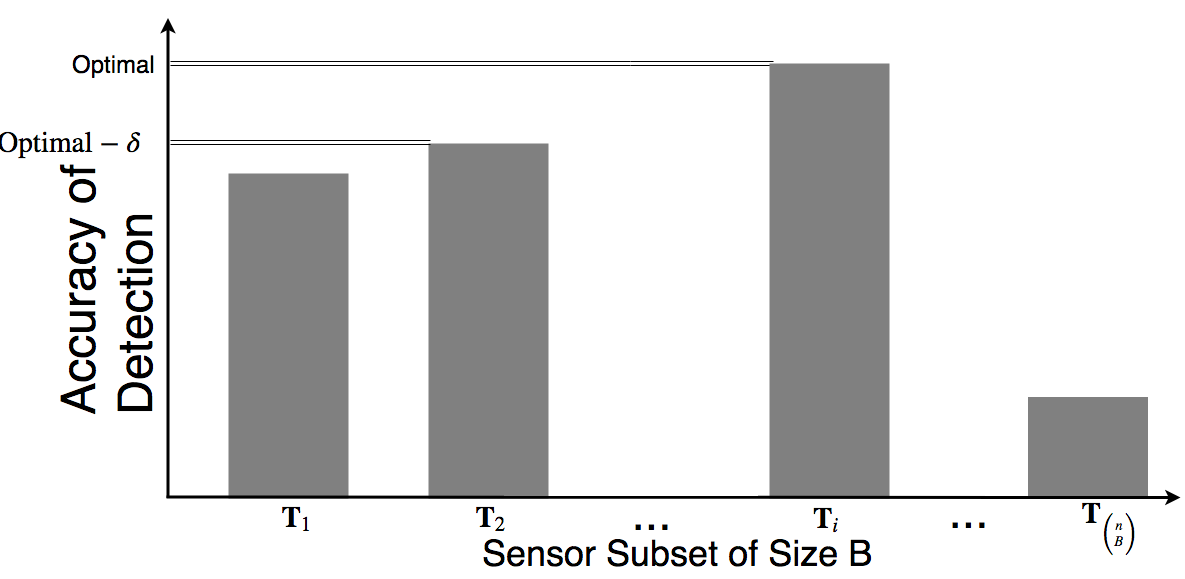 Optimal
Optimal − δ
Accuracy of
Detection
T₁ T₂ ... Tᵢ ... T₍ₙ B₎
Sensor Subset of Size B